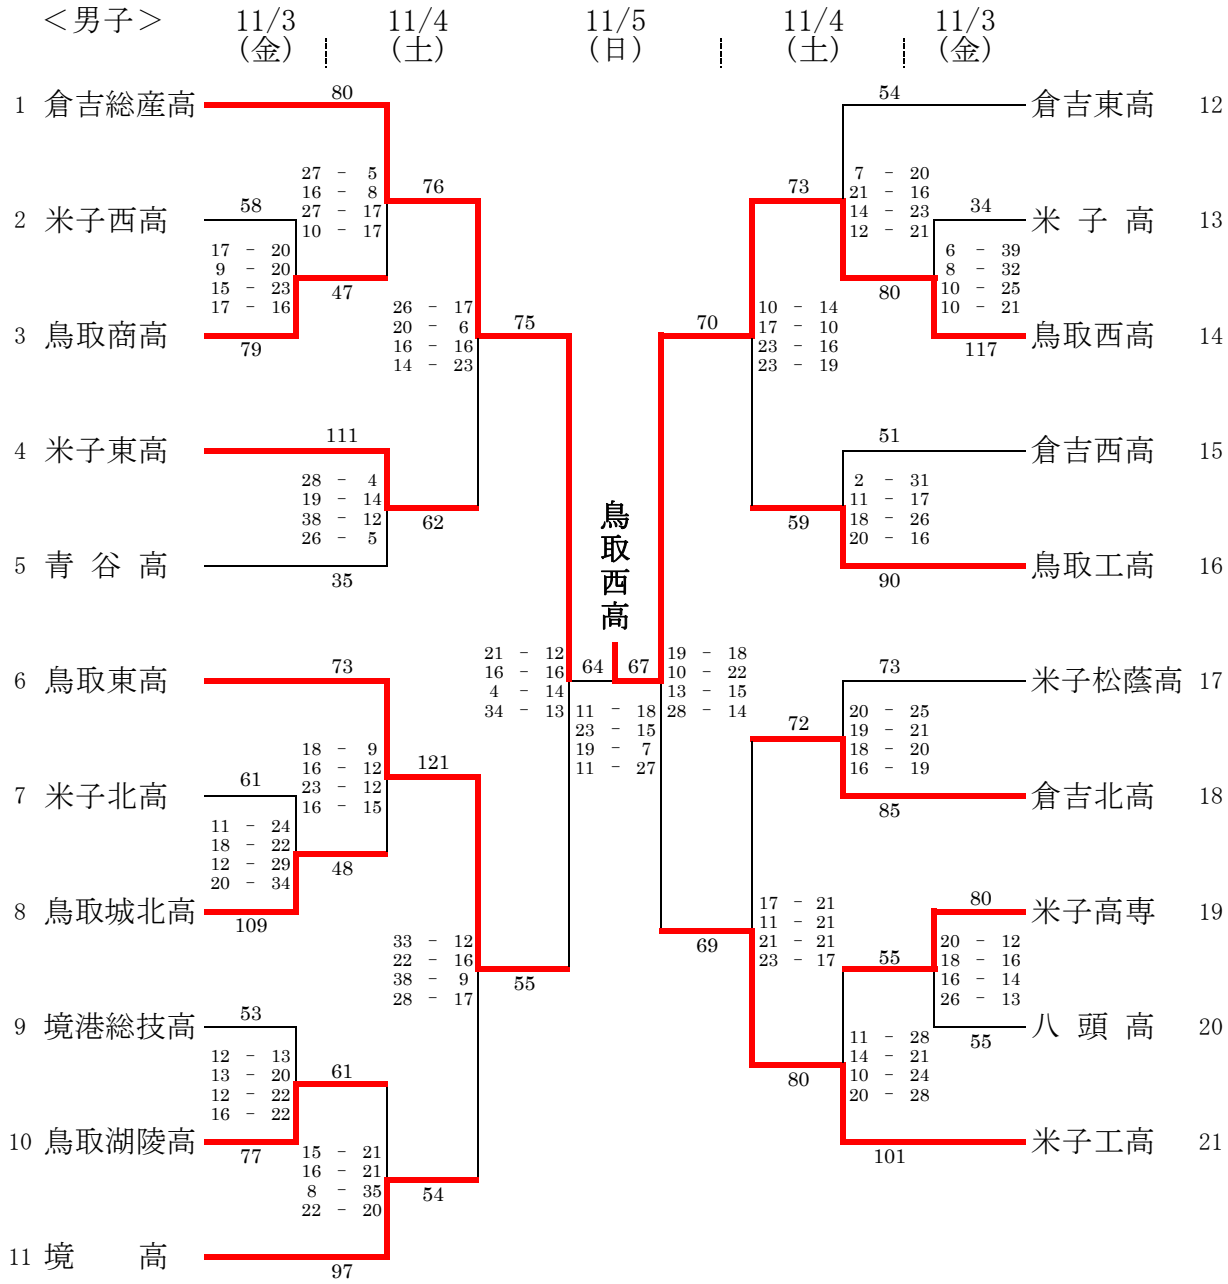 ＜男子＞ 11/3 11/4 11/5 11/4 11/3
(金) (土) (日) (土) (金)
1 倉吉総産高 80
27 - 5
16 - 8
27 - 17
10 - 17
76
2 米子西高 58
17 - 20
9 - 20
15 - 23
17 - 16
47
3 鳥取商高 79
26 - 17
20 - 6
16 - 16
14 - 23
75
4 米子東高 111
28 - 4
19 - 14
38 - 12
26 - 5
62
5 青谷高 35
6 鳥取東高 73
18 - 9
16 - 12
23 - 12
16 - 15
121
7 米子北高 61
11 - 24
18 - 22
12 - 29
20 - 34
48
8 鳥取城北高 109
33 - 12
22 - 16
38 - 9
28 - 17
55
9 境港総技高 53
12 - 13
13 - 20
12 - 22
16 - 22
61
10 鳥取湖陵高 77
15 - 21
16 - 21
8 - 35
22 - 20
54
11 境高 97
21 - 12
16 - 16
4 - 14
34 - 13
鳥取西高
64 67
11 - 18
23 - 15
19 - 7
11 - 27
19 - 18
10 - 22
13 - 15
28 - 14
54 倉吉東高 12
7 - 20
21 - 16
14 - 23
12 - 21
73
34 米子高 13
6 - 39
8 - 32
10 - 25
10 - 21
80
117 鳥取西高 14
10 - 14
17 - 10
23 - 16
23 - 19
70
51 倉吉西高 15
2 - 31
11 - 17
18 - 26
20 - 16
59
90 鳥取工高 16
73 米子松蔭高 17
20 - 25
19 - 21
18 - 20
16 - 19
72
85 倉吉北高 18
17 - 21
11 - 21
21 - 21
23 - 17
69
80 米子高専 19
20 - 12
18 - 16
16 - 14
26 - 13
55
55 八頭高 20
11 - 28
14 - 21
10 - 24
20 - 28
80
101 米子工高 21